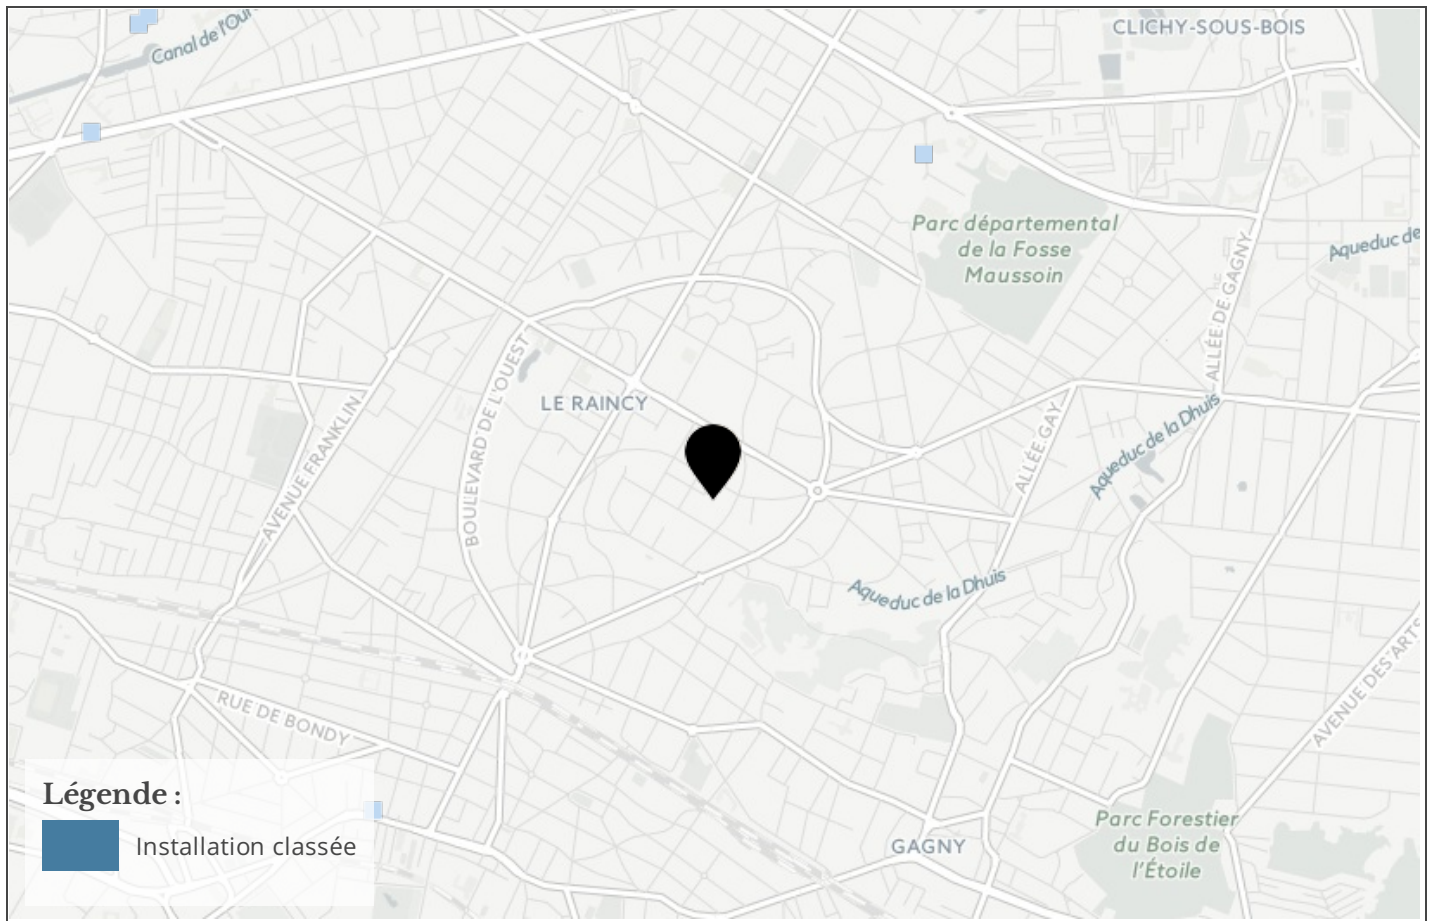 Canal de l'Our
CLICHY-SOUS-BOIS
Parc départemental
de la Fosse
Maussoin
Aqueduc de
ALLÉE DE GAGNY
BOULEVARD DE L'OUEST
LE RAINCY
AVENUE FRANKLIN
ALLÉE GAY
Aqueduc de la Dhuis
Aqueduc de la Dhuis
AVENUE DES ARTS
RUE DE BONDY
Légende :
Installation classée
GAGNY
Parc Forestier
du Bois de
l'Étoile